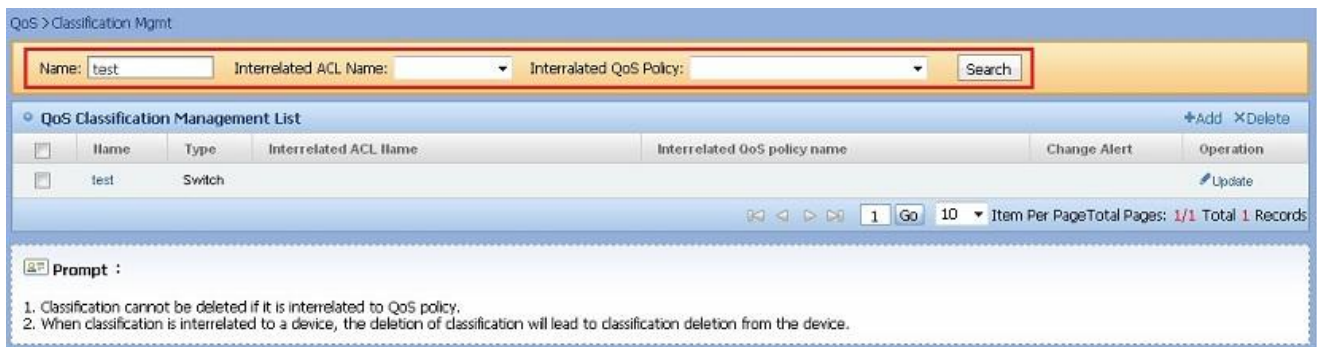 QoS > Classification Mgmt
Name: test Interrelated ACL Name: Interralated QoS Policy: Search
QoS Classification Management List +Add ×Delete
Name Type Interrelated ACL Name Interrelated QoS policy name Change Alert Operation
test Switch Update
1 Go 10 Item Per PageTotal Pages: 1/1 Total 1 Records
Prompt :
1. Classification cannot be deleted if it is interrelated to QoS policy.
2. When classification is interrelated to a device, the deletion of classification will lead to classification deletion from the device.